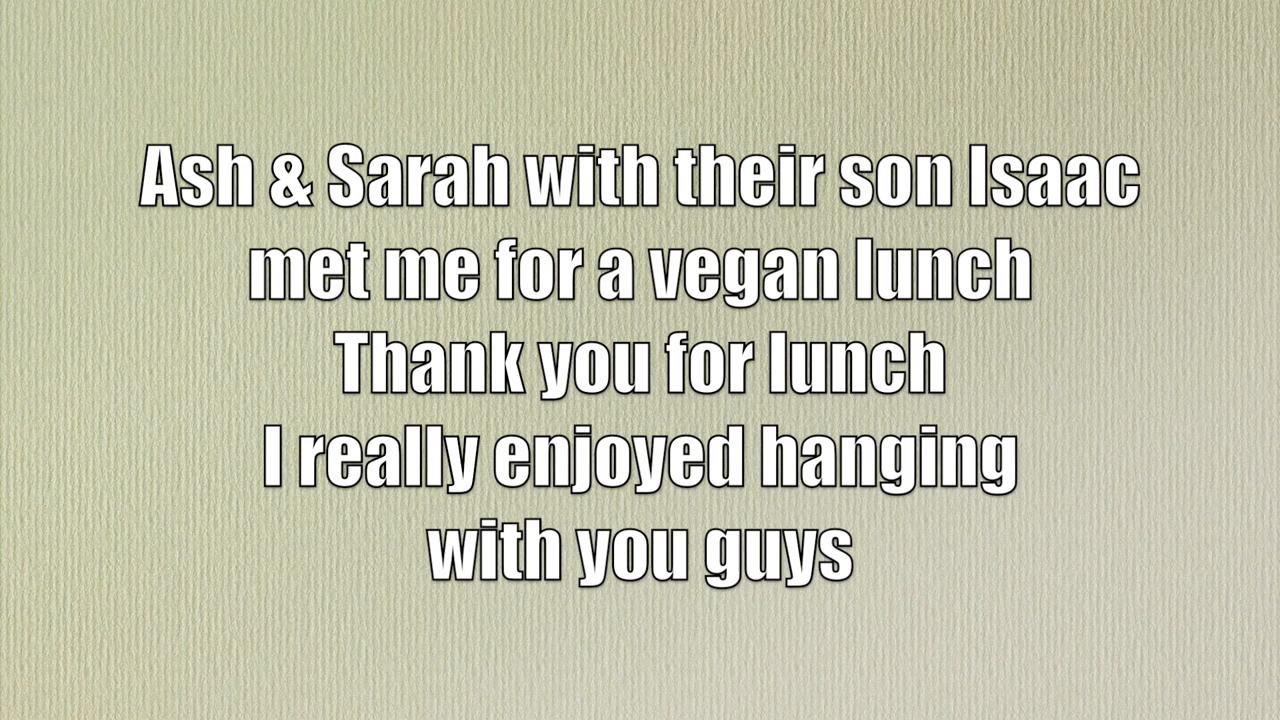 Ash & Sarah with their son Isaac
met me for a vegan lunch
Thank you for lunch
I really enjoyed hanging
with you guys